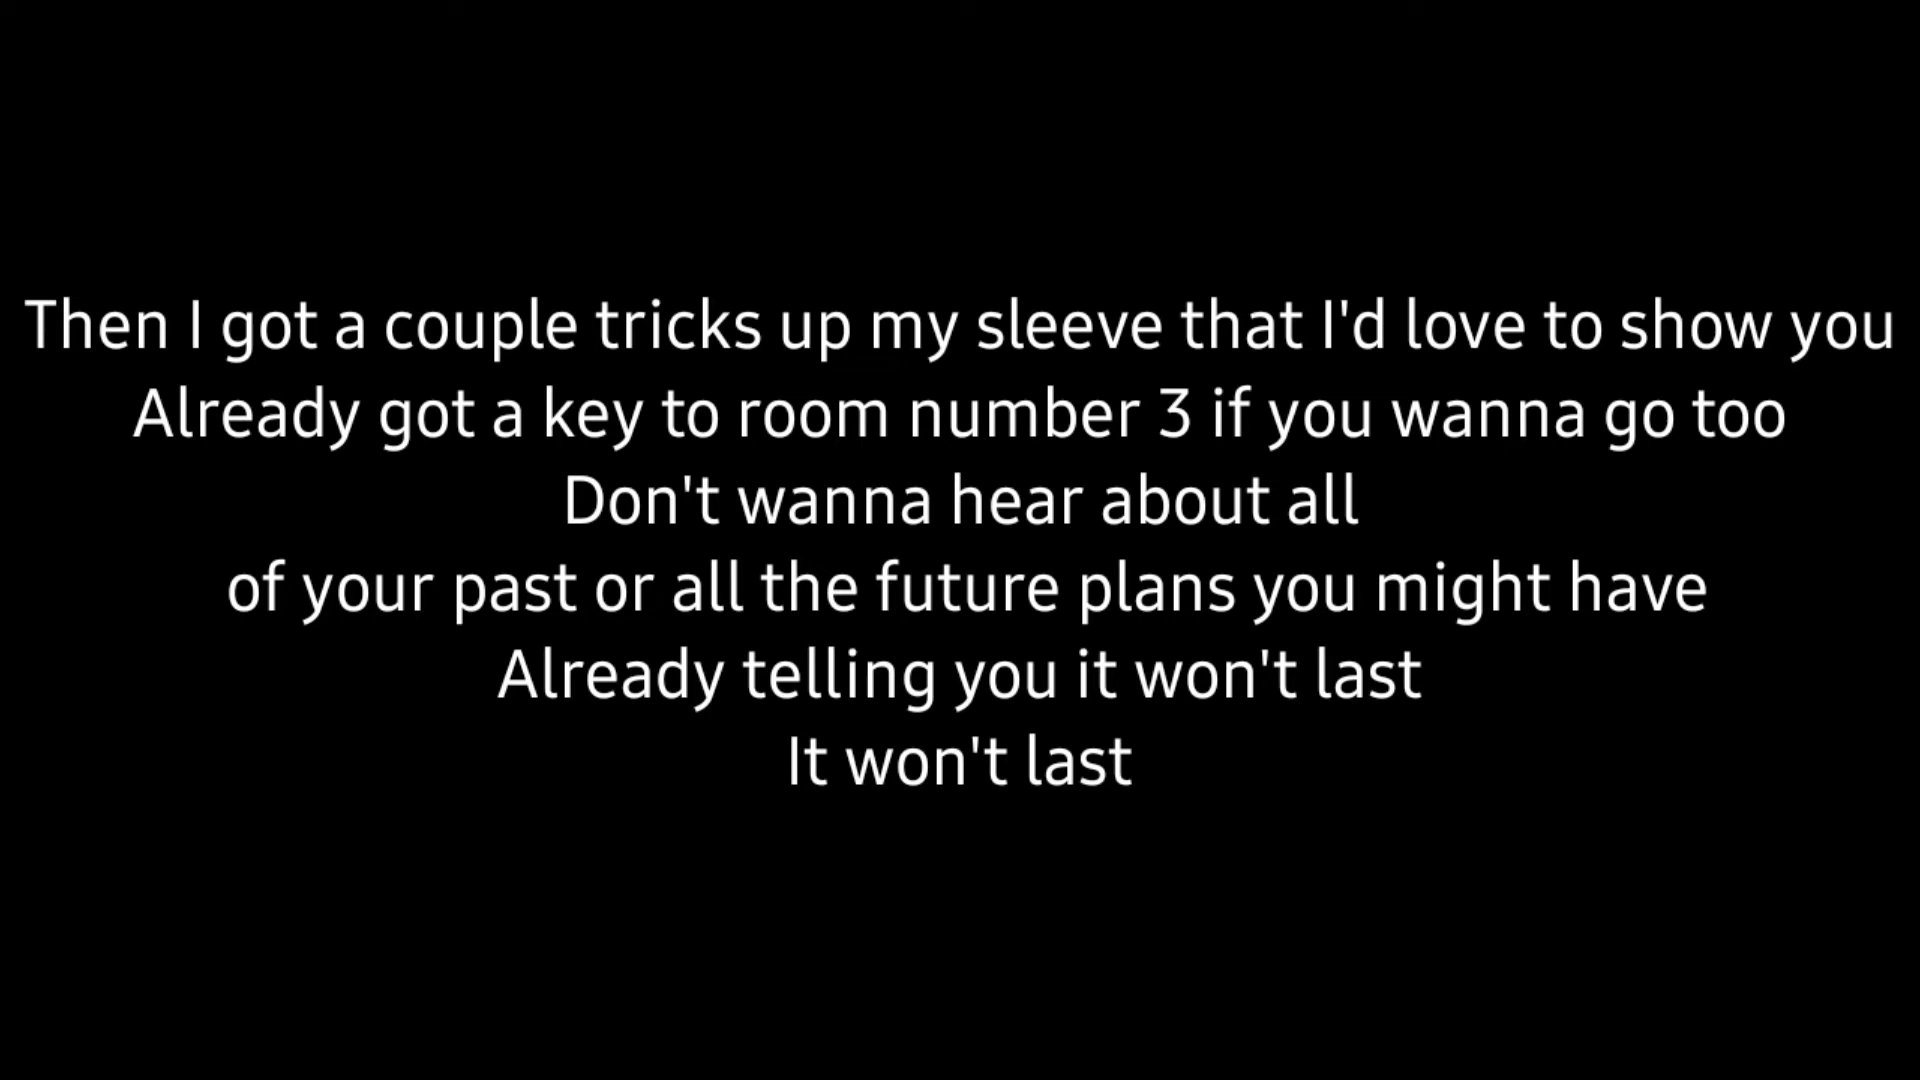 Then I got a couple tricks up my sleeve that I'd love to show you
Already got a key to room number 3 if you wanna go too
Don't wanna hear about all
of your past or all the future plans you might have
Already telling you it won't last
It won't last